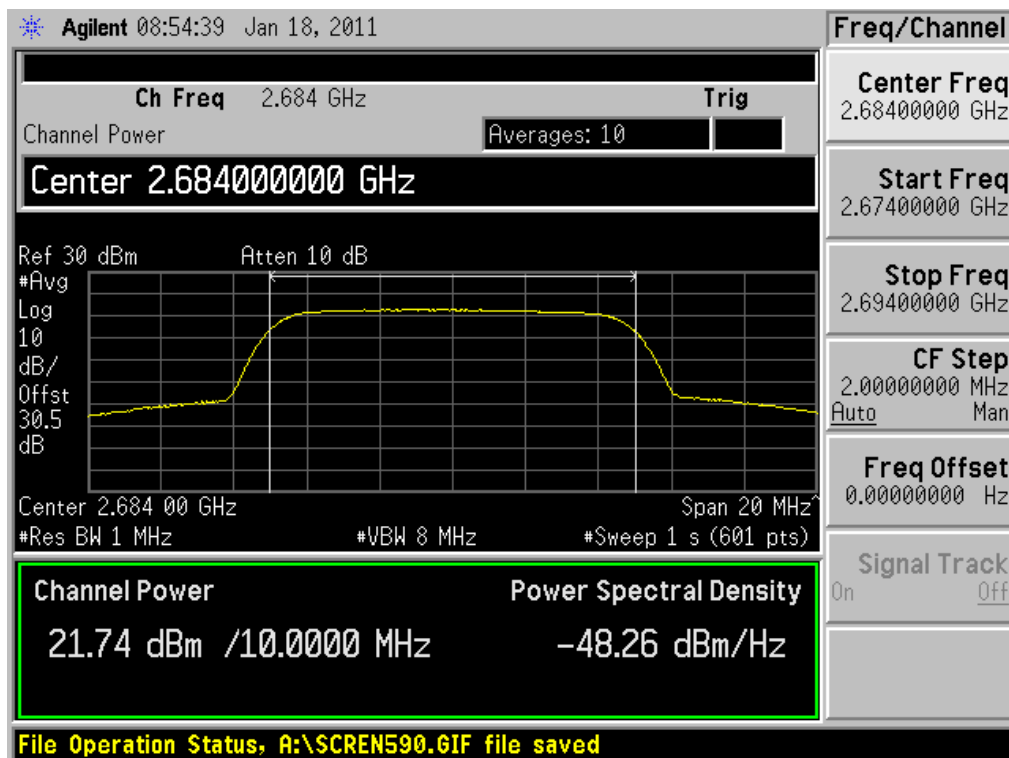 Agilent 08:54:39 Jan 18, 2011
Ch Freq 2.684 GHz Trig
Channel Power Averages: 10
Center 2.684000000 GHz
Ref 30 dBm Atten 10 dB
#Avg
Log
10
dB/
Offst
30.5
dB
Center 2.684 00 GHz Span 20 MHz^
#Res BW 1 MHz #VBW 8 MHz #Sweep 1 s (601 pts)
Channel Power Power Spectral Density
21.74 dBm /10.0000 MHz -48.26 dBm/Hz
File Operation Status, A:\SCREN590.GIF file saved
Freq/Channel
Center Freq
2.68400000 GHz
Start Freq
2.67400000 GHz
Stop Freq
2.69400000 GHz
CF Step
2.00000000 MHz
Auto Man
Freq Offset
0.00000000 Hz
Signal Track
On Off